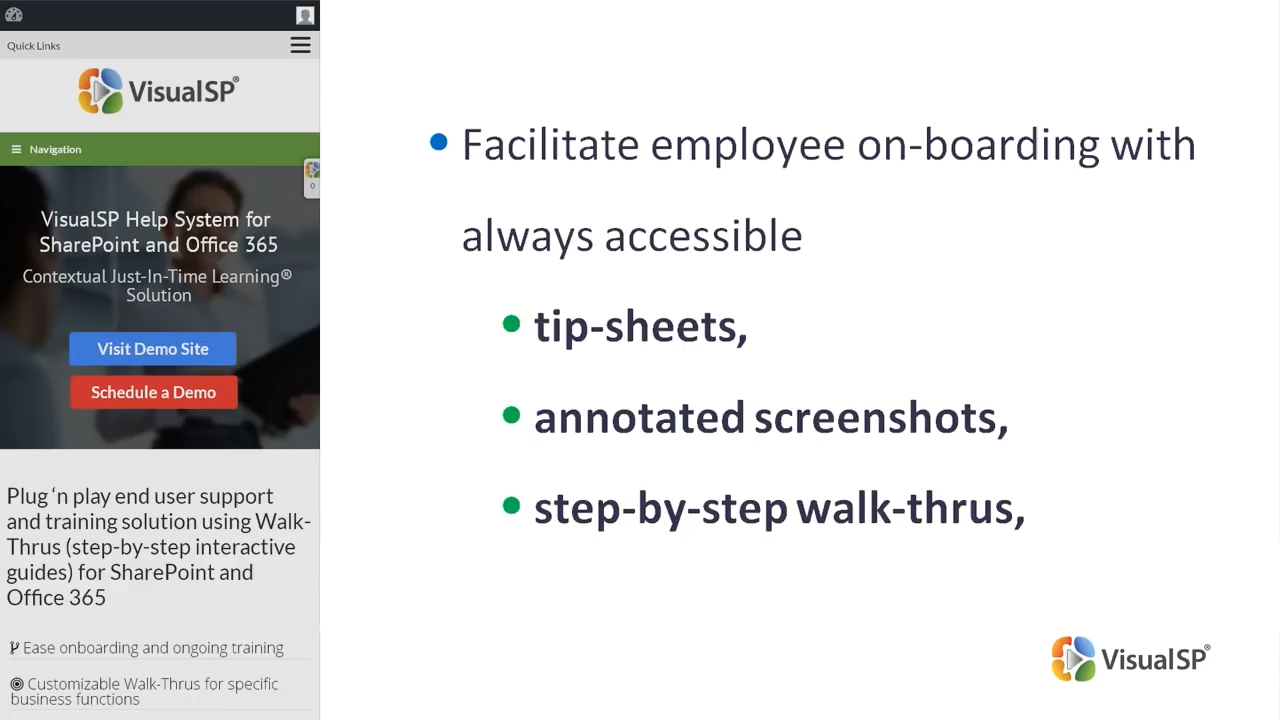 Quick Links
VisualSP®
Navigation
0
VisualSP Help System for
SharePoint and Office 365
Contextual Just-In-Time Learning®
Solution
Visit Demo Site
Schedule a Demo
Plug ‘n play end user support
and training solution using Walk-
Thrus (step-by-step interactive
guides) for SharePoint and
Office 365
Ease onboarding and ongoing training
Customizable Walk-Thrus for specific
business functions
• Facilitate employee on-boarding with
always accessible
• tip-sheets,
• annotated screenshots,
• step-by-step walk-thrus,
VisualSP®